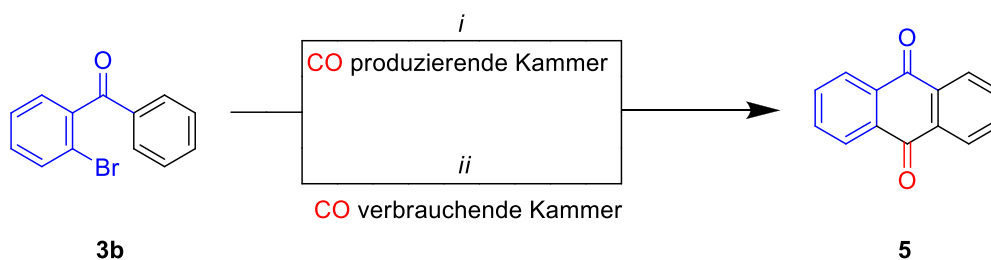 i
CO produzierende Kammer
O
Br
ii
CO verbrauchende Kammer
O
O
3b
5